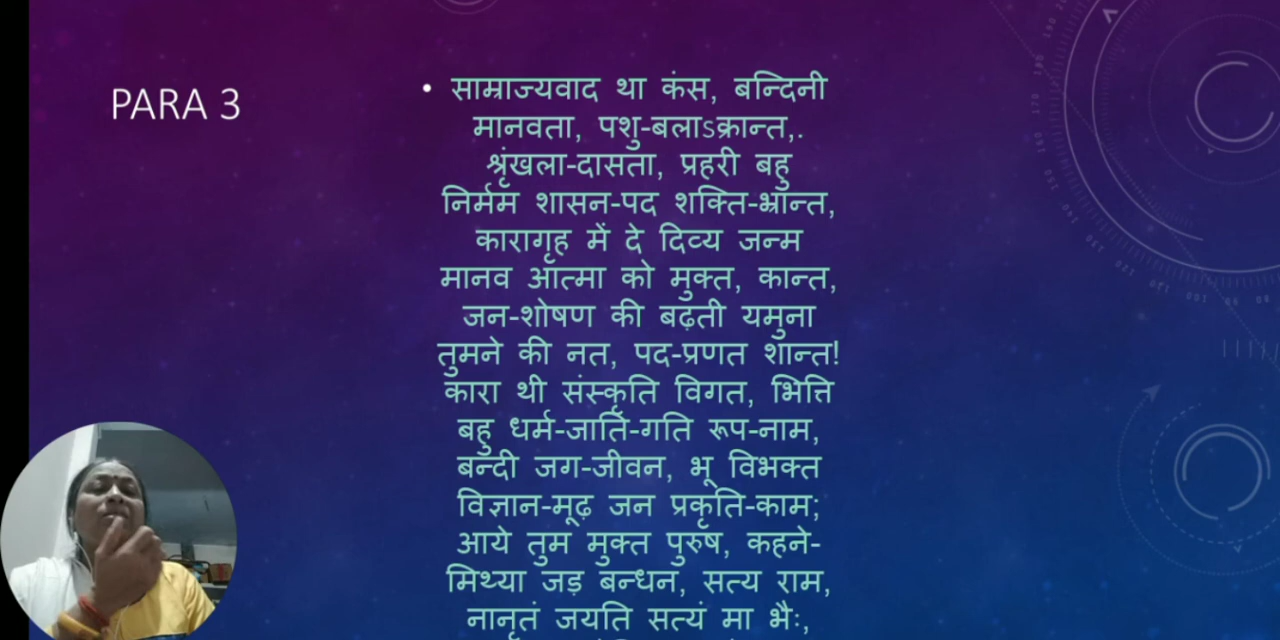 PARA 3
• साम्राज्यवाद था कंस, बन्दिनी
मानवता, पशु-बलाऽक्रान्त,.
श्रृंखला-दासता, प्रहरी बहु
निर्मम शासन-पद शक्ति-भ्रान्त,
कारागृह में दे दिव्य जन्म
मानव आत्मा को मुक्त, कान्त,
जन-शोषण की बढ़ती यमुना
तुमने की नत, पद-प्रणत शान्त!
कारा थी संस्कृति विगत, भित्ति
बहु धर्म-जाति-गति रूप-नाम,
बन्दी जग-जीवन, भू विभक्त
विज्ञान-मूढ़ जन प्रकृति-काम;
आये तुम मुक्त पुरुष, कहने-
मिथ्या जड़ बन्धन, सत्य राम,
नानृतं जयति सत्यं मा भैः,